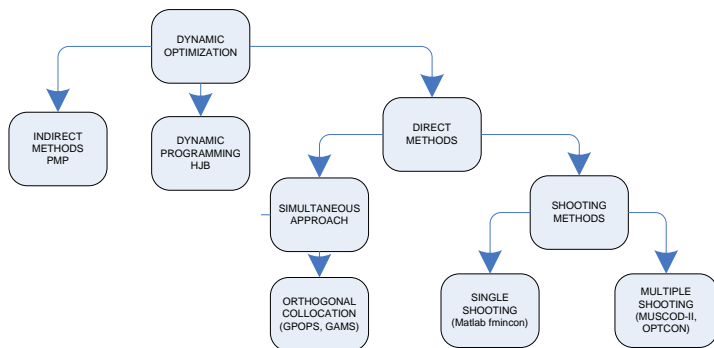 DYNAMIC
OPTIMIZATION
INDIRECT
METHODS
PMP
DYNAMIC
PROGRAMMING
HJB
DIRECT
METHODS
SIMULTANEOUS
APPROACH
SHOOTING
METHODS
ORTHOGONAL
COLLOCATION
(GPOPS, GAMS)
SINGLE
SHOOTING
(Matlab fmincon)
MULTIPLE
SHOOTING
(MUSCOD-II,
OPTCON)